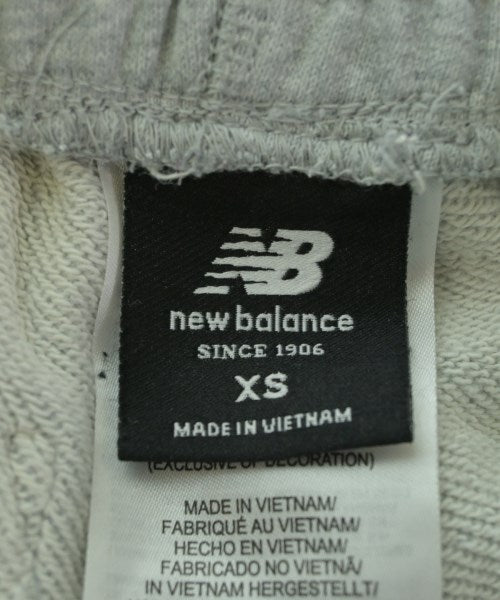 NB
new balance
SINCE 1906
XS
MADE IN VIETNAM
(EXCLUSIVE OF DECORATION)
MADE IN VIETNAM/
FABRIQUÉ AU VIETNAM/
HECHO EN VIETNAM/
FABRICADO NO VIETNÃ/
IN VIETNAM HERGESTELLT/